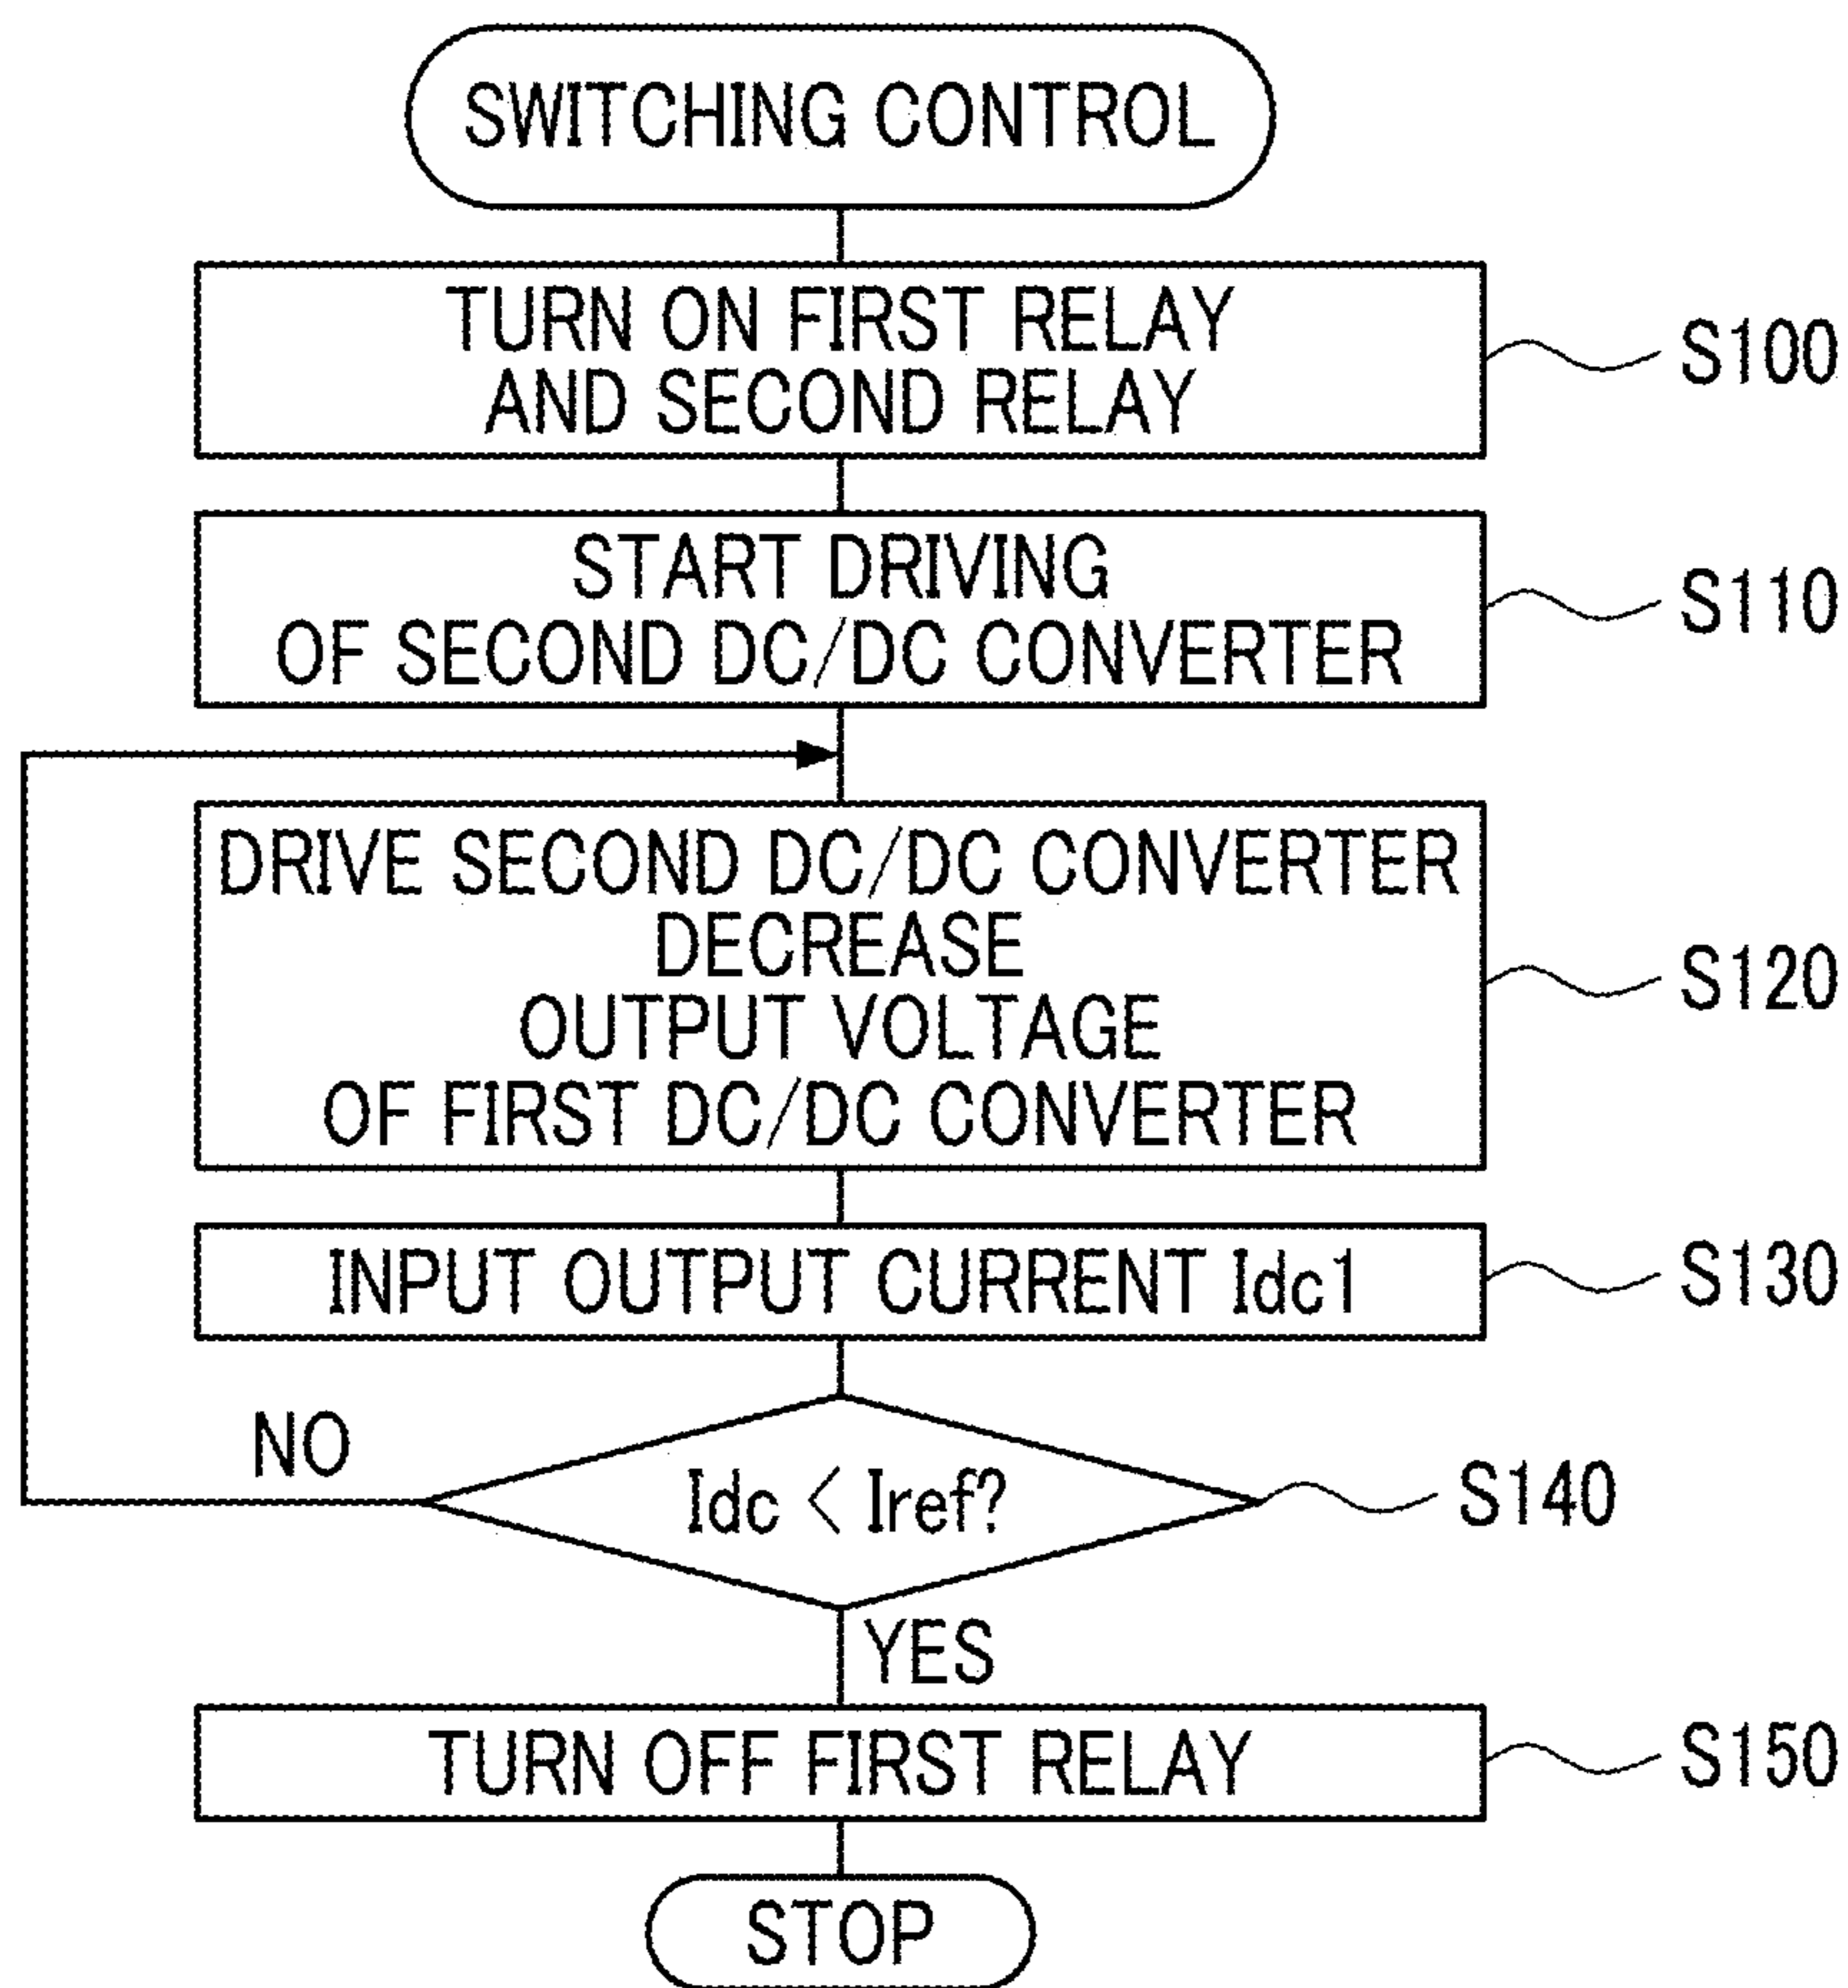 SWITCHING CONTROL
TURN ON FIRST RELAY
AND SECOND RELAY
S100
START DRIVING
OF SECOND DC/DC CONVERTER
S110
DRIVE SECOND DC/DC CONVERTER
DECREASE
OUTPUT VOLTAGE
OF FIRST DC/DC CONVERTER
S120
INPUT OUTPUT CURRENT Idc1
S130
NO
Idc < Iref?
S140
YES
TURN OFF FIRST RELAY
S150
STOP